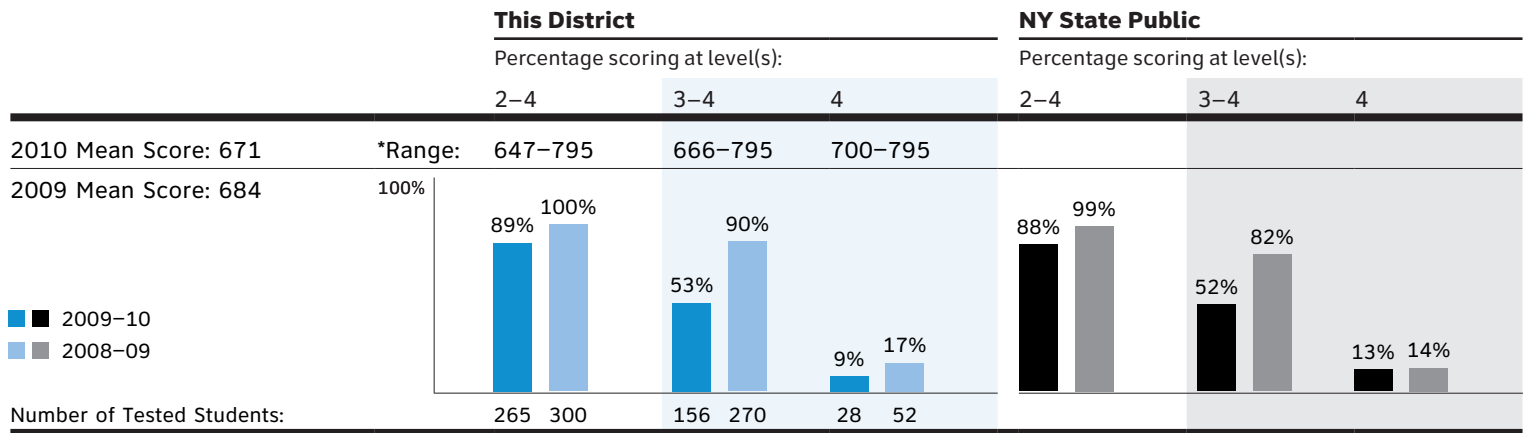 This District NY State Public
Percentage scoring at level(s): Percentage scoring at level(s):
2–4 3–4 4 2–4 3–4 4
2010 Mean Score: 671 *Range: 647–795 666–795 700–795
2009 Mean Score: 684 100%
89% 100% 90% 88% 99% 82%
53% 52%
9% 17% 13% 14%
2009–10
2008–09
Number of Tested Students: 265 300 156 270 28 52